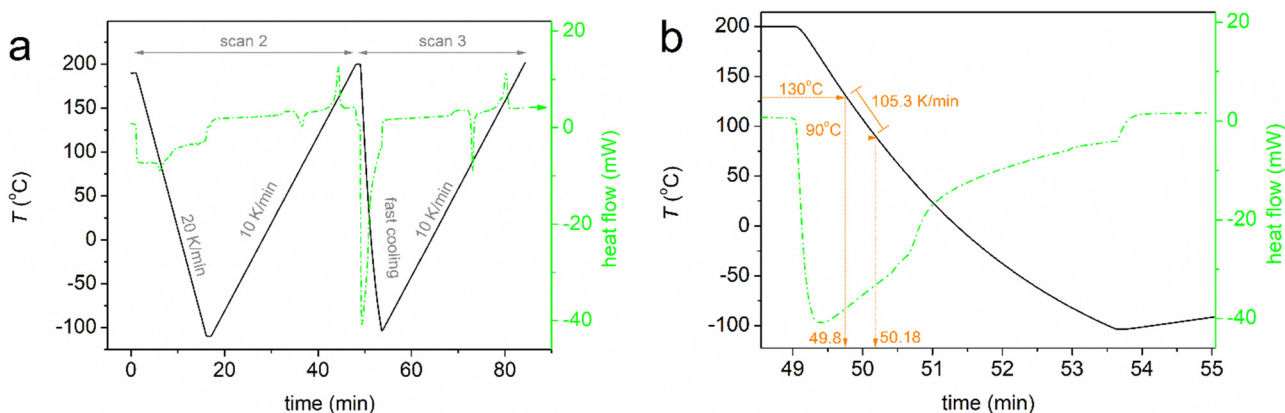 a
scan 2
scan 3
200
150
100
50
0
-50
-100
T (°C)
20 K/min
10 K/min
fast cooling
10 K/min
20
0
-20
-40
heat flow (mW)
0
20
40
60
80
time (min)
b
200
150
100
50
0
-50
-100
T (°C)
130°C
90°C
105.3 K/min
49.8
50.18
20
0
-20
-40
heat flow (mW)
49
50
51
52
53
54
55
time (min)